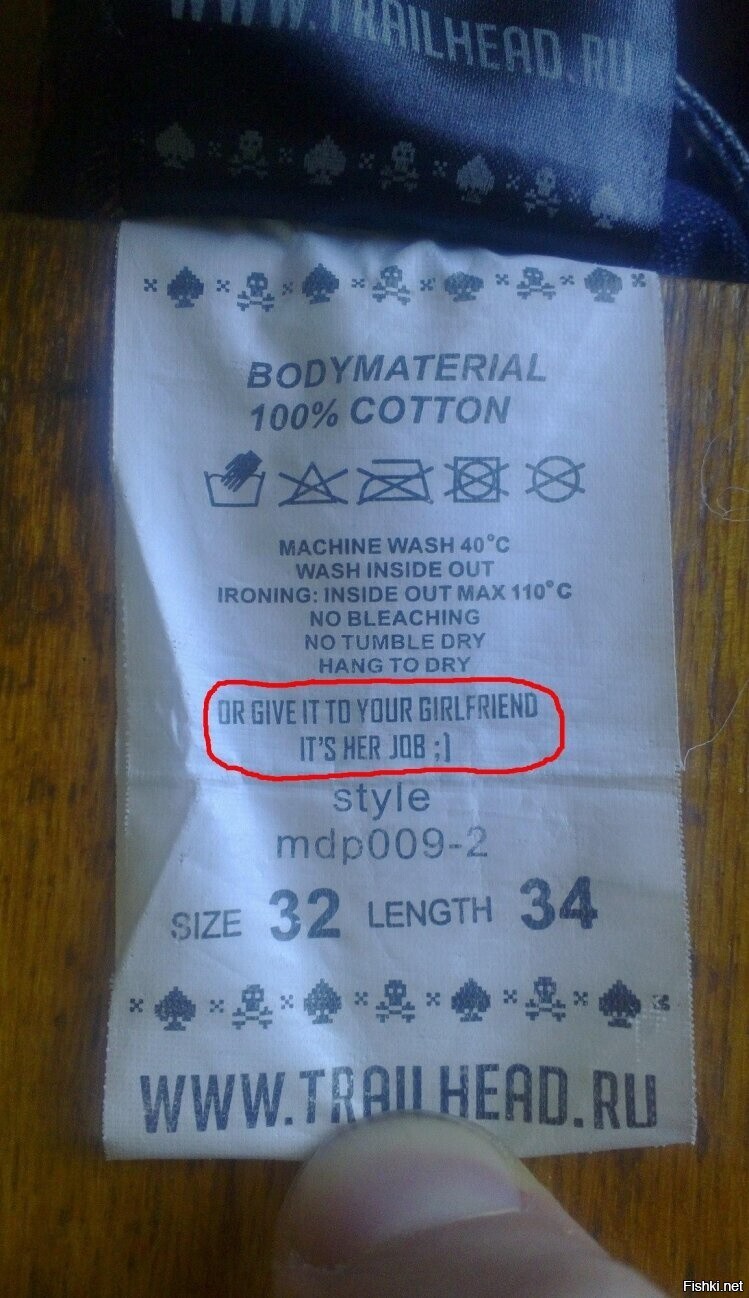 WWW.TRAILHEAD.RU
BODYMATERIAL
100% COTTON
MACHINE WASH 40°C
WASH INSIDE OUT
IRONING: INSIDE OUT MAX 110°C
NO BLEACHING
NO TUMBLE DRY
HANG TO DRY
OR GIVE IT TO YOUR GIRLFRIEND
IT'S HER JOB ;)
style
mdp009-2
SIZE 32 LENGTH 34
WWW.TRAILHEAD.RU
Fishki.net